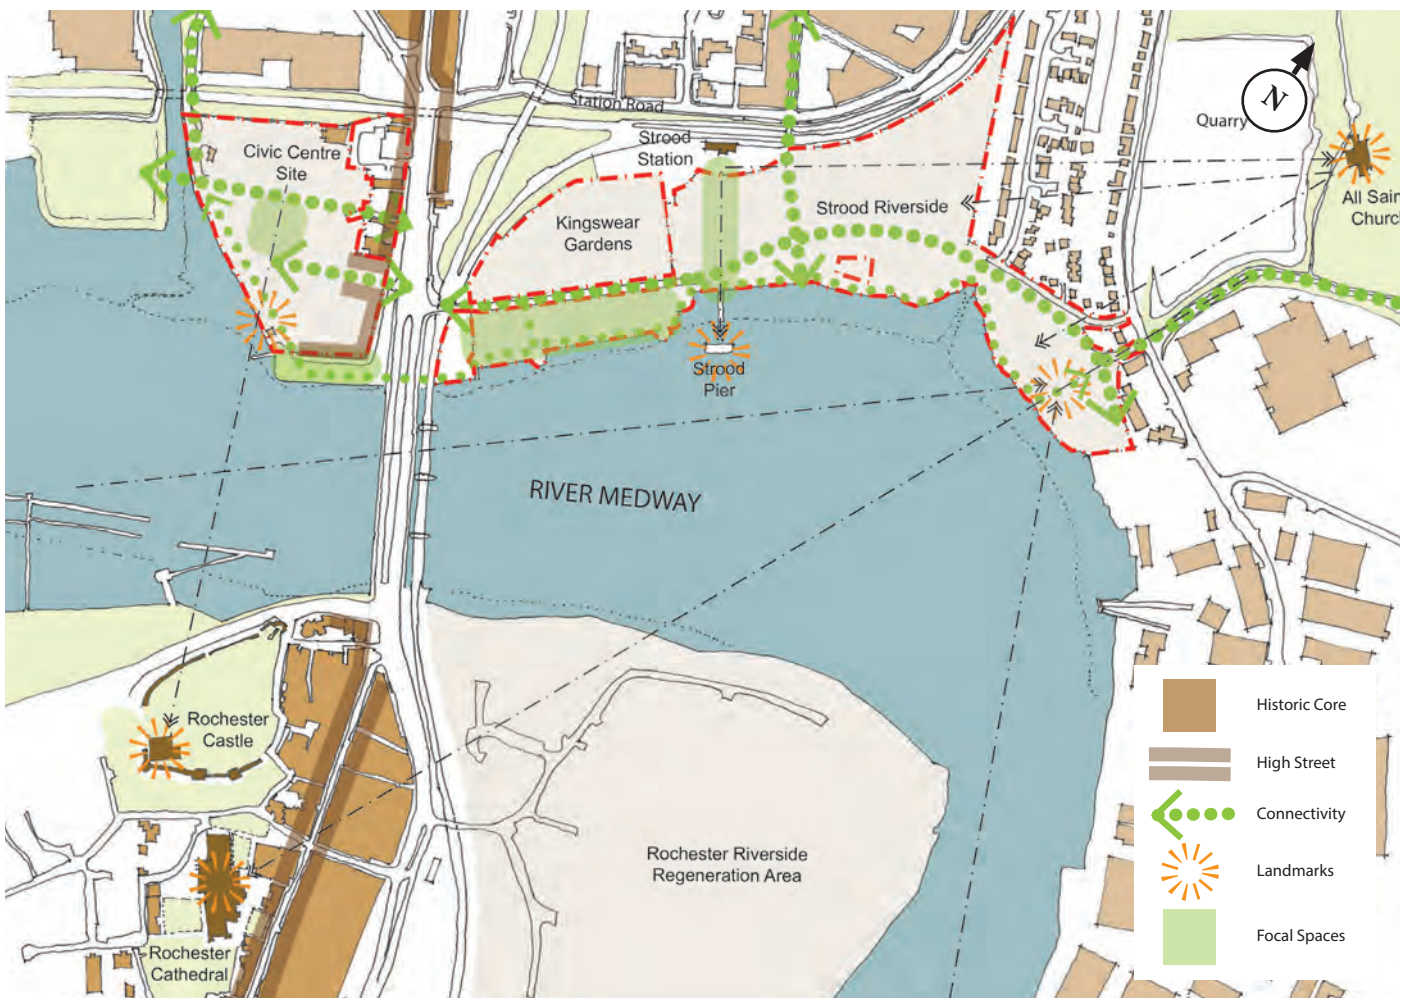 Station Road
Strood
Station
Civic Centre
Site
Quarry
N
All Sain
Churc
Kingswear
Gardens
Strood Riverside
Strood
Pier
RIVER MEDWAY
Rochester
Castle
Rochester Riverside
Regeneration Area
Rochester
Cathedral
Historic Core
High Street
Connectivity
Landmarks
Focal Spaces